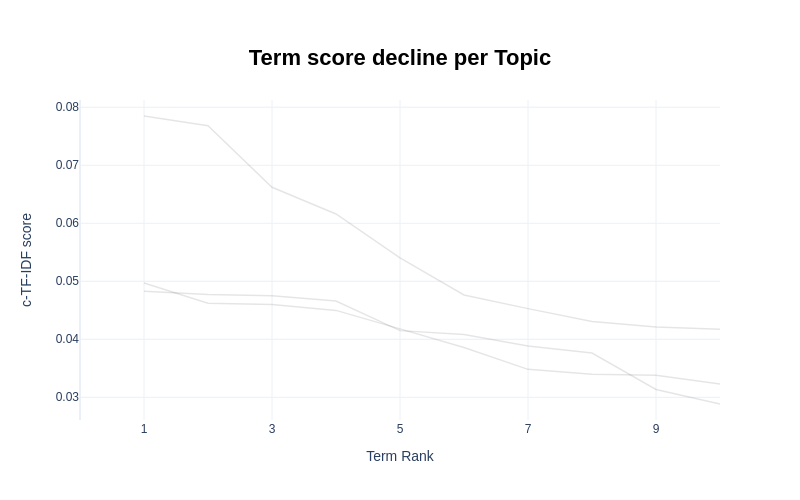 Term score decline per Topic
0.08
0.07
0.06
0.05
0.04
0.03
c-TF-IDF score
1 3 5 7 9
Term Rank